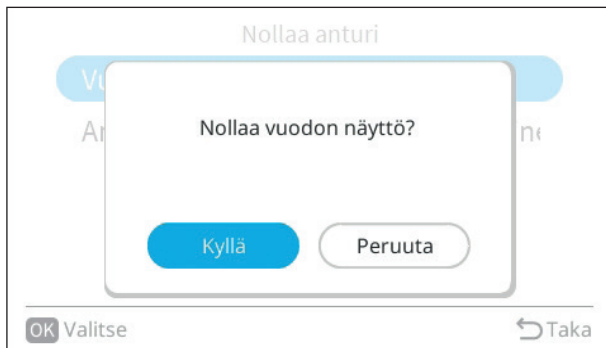 Nollaa anturi
Nollaa vuodon näyttö?
Kyllä
Peruuta
OK Valitse
Taka